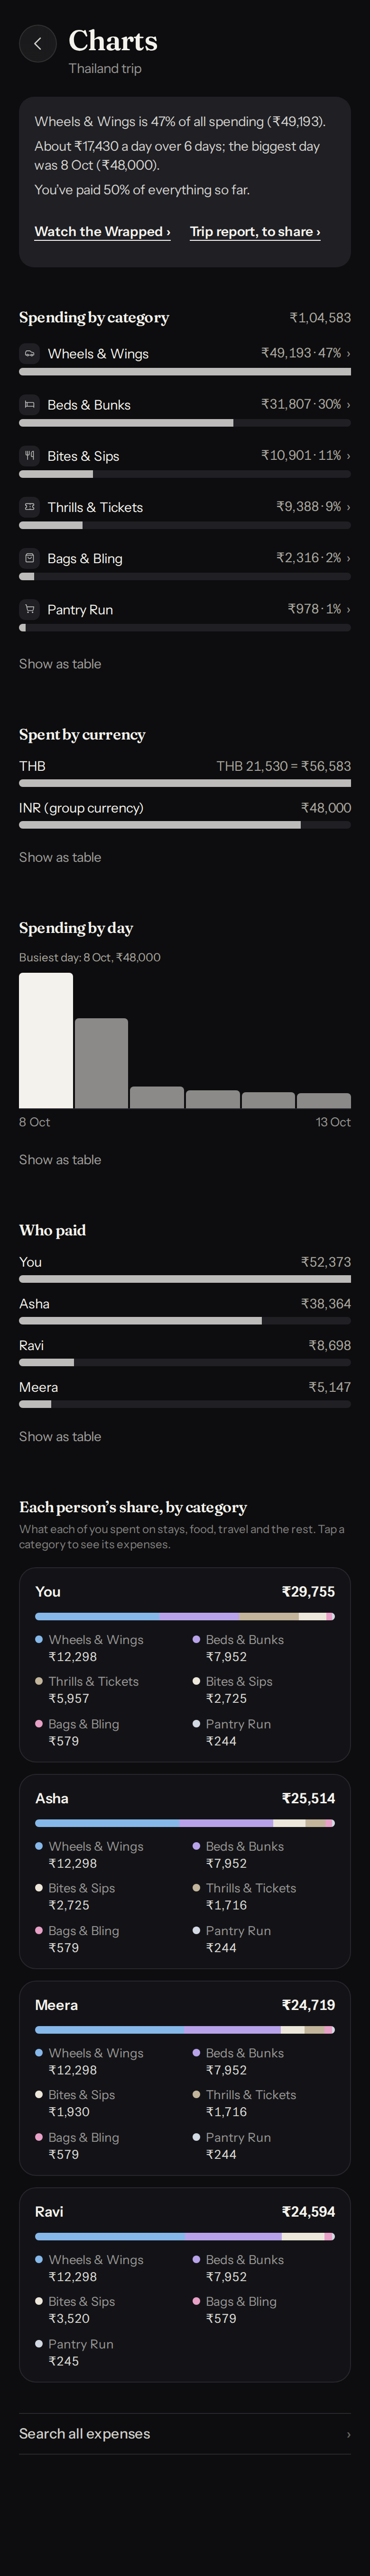 Charts
Thailand trip
Wheels & Wings is 47% of all spending (₹49,193).
About ₹17,430 a day over 6 days; the biggest day
was 8 Oct (₹48,000).
You've paid 50% of everything so far.
Watch the Wrapped › Trip report, to share ›
Spending by category ₹1,04,583
Wheels & Wings ₹49,193 · 47% ›
Beds & Bunks ₹31,807 · 30% ›
Bites & Sips ₹10,901 · 11% ›
Thrills & Tickets ₹9,388 · 9% ›
Bags & Bling ₹2,316 · 2% ›
Pantry Run ₹978 · 1% ›
Show as table
Spent by currency
THB THB 21,530 = ₹56,583
INR (group currency) ₹48,000
Show as table
Spending by day
Busiest day: 8 Oct, ₹48,000
8 Oct 13 Oct
Show as table
Who paid
You ₹52,373
Asha ₹38,364
Ravi ₹8,698
Meera ₹5,147
Show as table
Each person's share, by category
What each of you spent on stays, food, travel and the rest. Tap a
category to see its expenses.
You ₹29,755
Wheels & Wings Beds & Bunks
₹12,298 ₹7,952
Thrills & Tickets Bites & Sips
₹5,957 ₹2,725
Bags & Bling Pantry Run
₹579 ₹244
Asha ₹25,514
Wheels & Wings Beds & Bunks
₹12,298 ₹7,952
Bites & Sips Thrills & Tickets
₹2,725 ₹1,716
Bags & Bling Pantry Run
₹579 ₹244
Meera ₹24,719
Wheels & Wings Beds & Bunks
₹12,298 ₹7,952
Bites & Sips Thrills & Tickets
₹1,930 ₹1,716
Bags & Bling Pantry Run
₹579 ₹244
Ravi ₹24,594
Wheels & Wings Beds & Bunks
₹12,298 ₹7,952
Bites & Sips Bags & Bling
₹3,520 ₹579
Pantry Run
₹245
Search all expenses ›